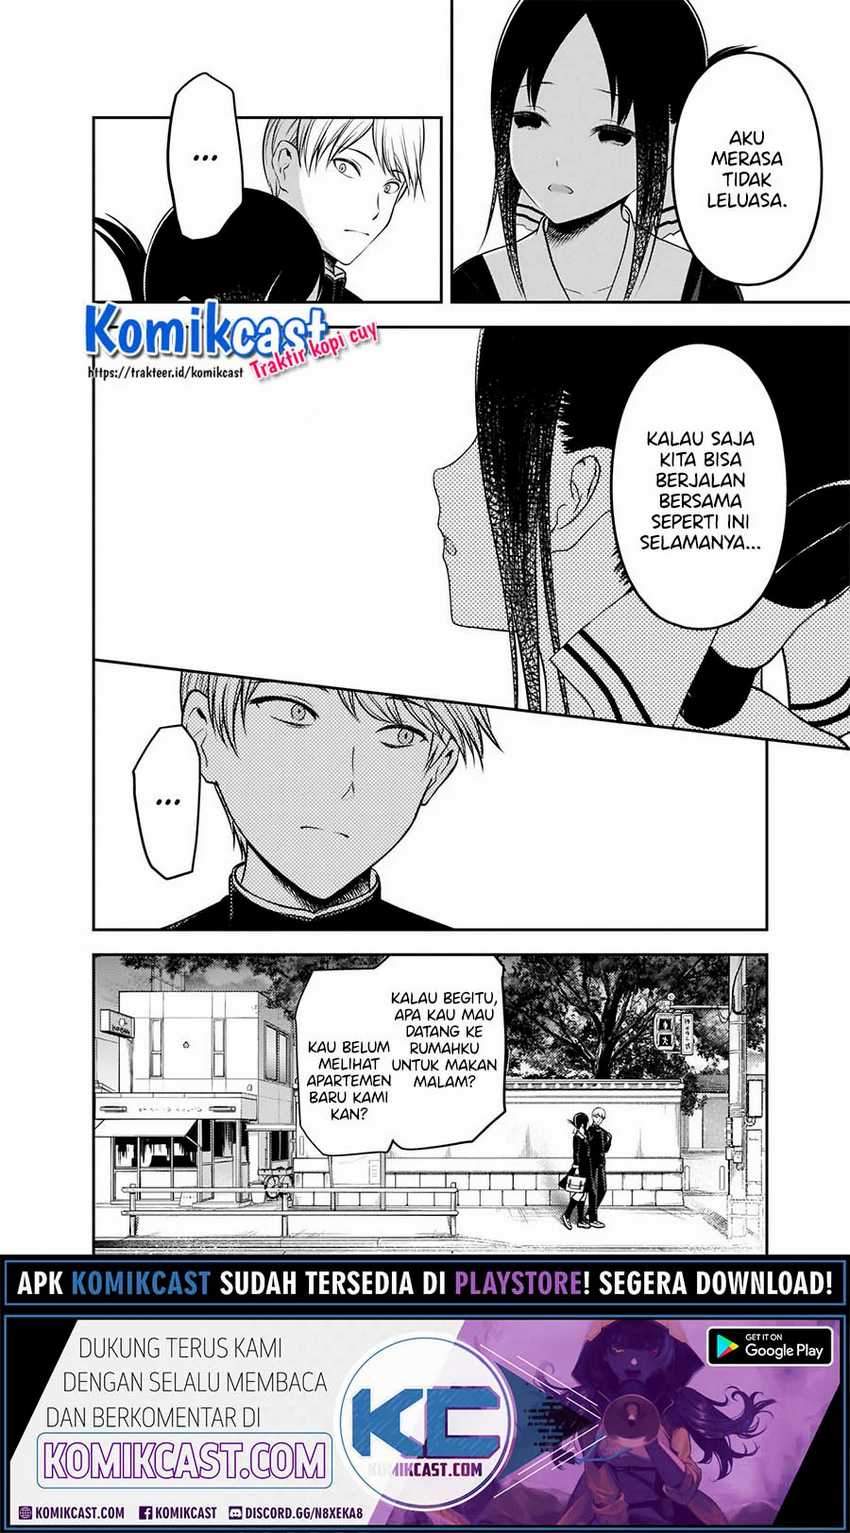 AKU
MERASA
TIDAK
LELUASA.
...
Komikcast
Traktir kopi cuy
https://trakteer.id/komikcast
KALAU SAJA
KITA BISA
BERJALAN
BERSAMA
SEPERTI INI
SELAMANYA...
...
KALAU BEGITU,
APA KAU MAU
DATANG KE
RUMAHKU
UNTUK MAKAN
MALAM?
KAU BELUM
MELIHAT
APARTEMEN
BARU KAMI
KAN?
APK KOMIKCAST SUDAH TERSEDIA DI PLAYSTORE! SEGERA DOWNLOAD!
DUKUNG TERUS KAMI
DENGAN SELALU MEMBACA
DAN BERKOMENTAR DI
KOMIKCAST.COM
KOMIKCAST.COM
KOMIKCAST
DISCORD.GG/N8XEKA8
KC
KOMIKCAST.COM
GET IT ON
Google Play